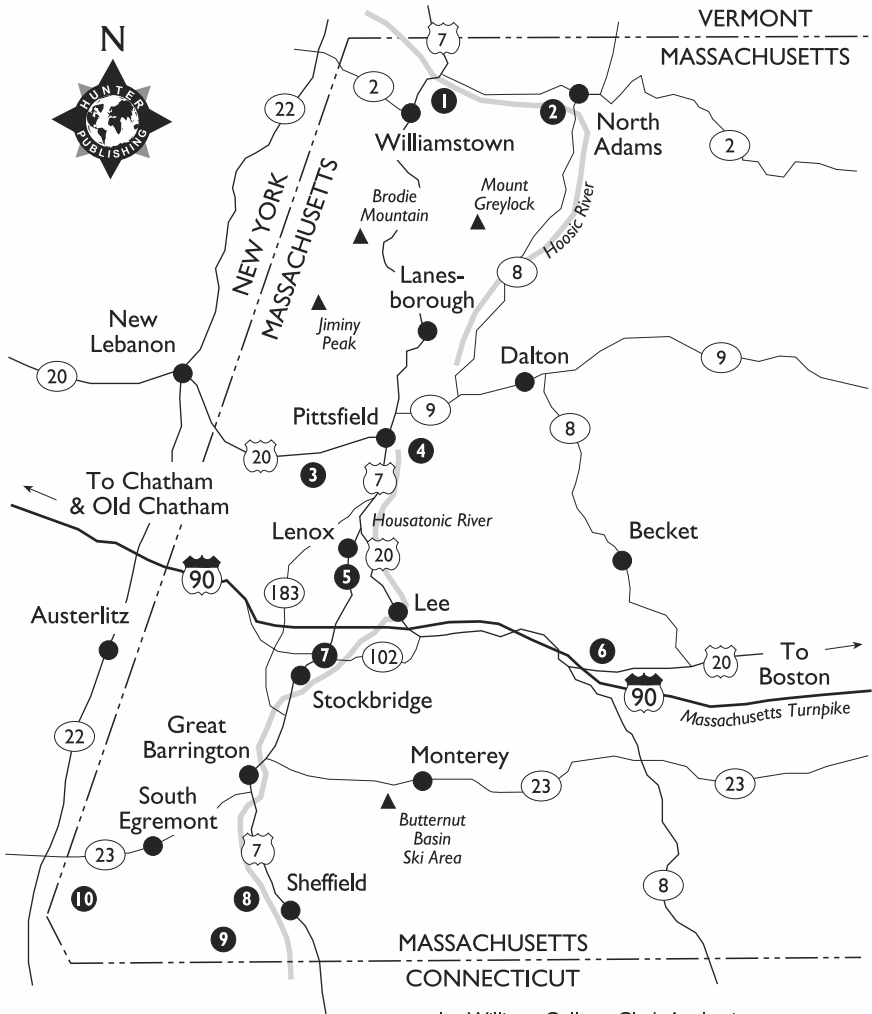 VERMONT
MASSACHUSETTS
N
HUNTER
PUBLISHING
7
2
22
1
2
Williamstown
North
Adams
2
NEW YORK
MASSACHUSETTS
Brodie
Mountain
Mount
Greylock
Hoosic River
8
Lanes-
borough
Jiminy
Peak
New
Lebanon
20
Dalton
9
9
Pittsfield
8
20
3
4
7
To Chatham
& Old Chatham
Housatonic River
Lenox
20
Becket
90
183
5
Austerlitz
Lee
7
102
6
20
To
Boston
90
Massachusetts Turnpike
Stockbridge
22
Great
Barrington
Monterey
23
23
South
Egremont
Butternut
Basin
Ski Area
23
7
10
8
Sheffield
8
9
MASSACHUSETTS
CONNECTICUT